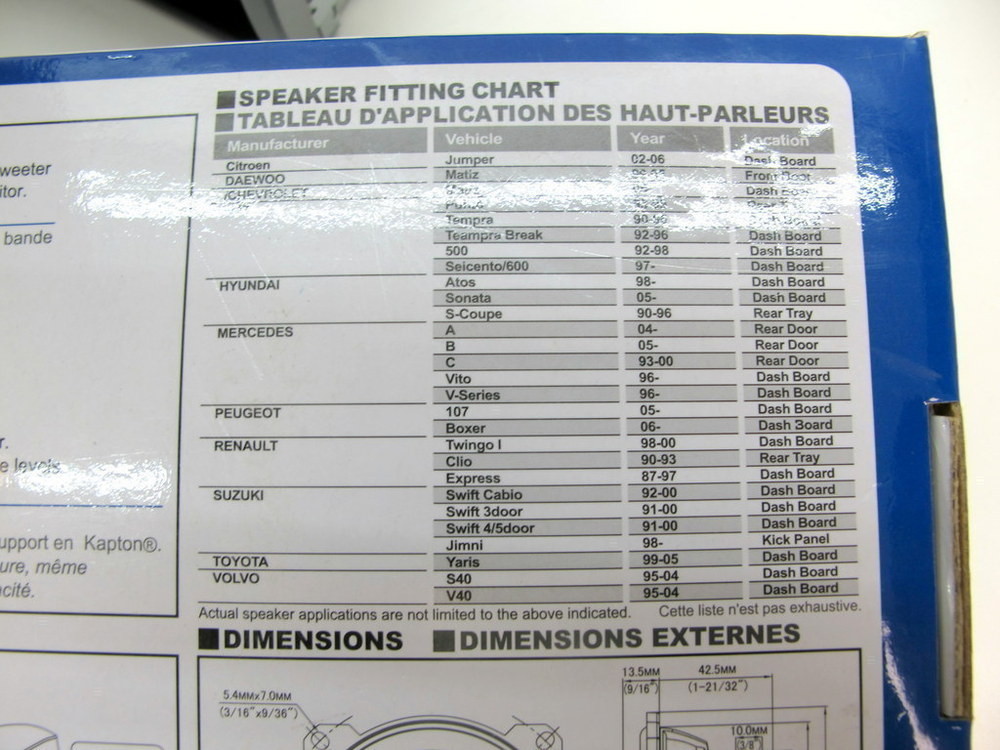 ■SPEAKER FITTING CHART
■TABLEAU D'APPLICATION DES HAUT-PARLEURS
Manufacturer Vehicle Year Location
Citroen Jumper 02-06 Dash Board
DAEWOO Matiz Front Door
/CHEVROLET Dash
Tempra 90-96
Teampra Break 92-96 Dash Board
500 92-98 Dash Board
Seicento/600 97- Dash Board
HYUNDAI Atos 98- Dash Board
Sonata 05- Dash Board
S-Coupe 90-96 Rear Tray
MERCEDES A 04- Rear Door
B 05- Rear Door
C 93-00 Rear Door
Vito 96- Dash Board
V-Series 96- Dash Board
PEUGEOT 107 05- Dash Board
Boxer 06- Dash Board
RENAULT Twingo I 98-00 Dash Board
Clio 90-93 Rear Tray
Express 87-97 Dash Board
SUZUKI Swift Cabio 92-00 Dash Board
Swift 3door 91-00 Dash Board
Swift 4/5door 91-00 Dash Board
Jimni 98- Kick Panel
TOYOTA Yaris 99-05 Dash Board
VOLVO S40 95-04 Dash Board
V40 95-04 Dash Board
Actual speaker applications are not limited to the above indicated. Cette liste n'est pas exhaustive.
■DIMENSIONS ■DIMENSIONS EXTERNES
5.4MMx7.0MM
(3/16"x9/36")
13.5MM 42.5MM
(9/16") (1-21/32")
10.0MM
(3/8")
weeter
itor.
bande
r.
e levels
upport en Kapton®.
ure, même
acité.